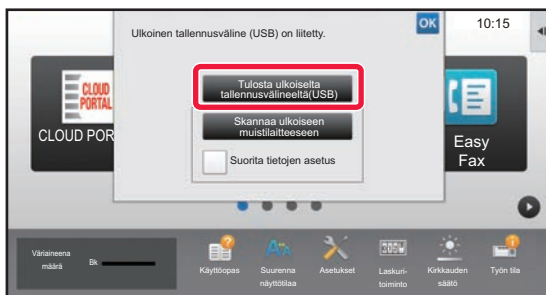 Ulkoinen tallennusväline (USB) on liitetty.
OK
10:15
Tulosta ulkoiselta
tallennusvälineeltä(USB)
Skannaa ulkoiseen
muistilaitteeseen
Suorita tietojen asetus
CLOUD
PORTAL
CLOUD POR
Easy
Fax
Väriaineena
määrä
Bk
Käyttöopas
Suurenna
näyttötilaa
Asetukset
Laskuri-
toiminto
Kirkkauden
säätö
Työn tila